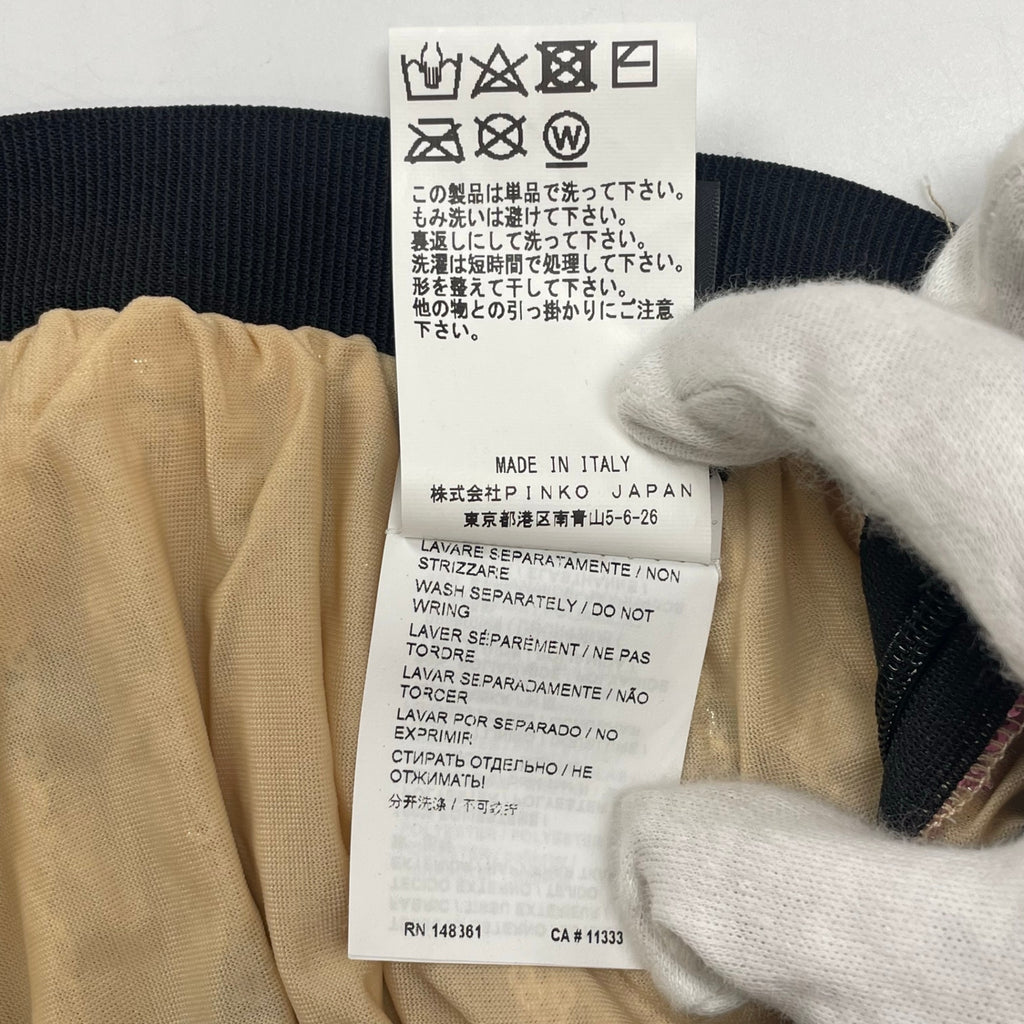 W
この製品は単品で洗って下さい。
もみ洗いは避けて下さい。
裏返しにして洗って下さい。
洗濯は短時間で処理して下さい。
形を整えて干して下さい。
他の物との引っ掛かりにご注意
下さい。
MADE IN ITALY
株式会社PINKO JAPAN
東京都港区南青山5-6-26
LAVARE SEPARATAMENTE / NON
STRIZZARE
WASH SEPARATELY / DO NOT
WRING
LAVER SÉPARÉMENT / NE PAS
TORDRE
LAVAR SEPARADAMENTE / NÃO
TORCER
LAVAR POR SEPARADO / NO
EXPRIMIR
СТИРАТЬ ОТДЕЛЬНО / НЕ
ОТЖИМАТЬ!
分开洗涤 / 不可
RN 148361
CA # 11333